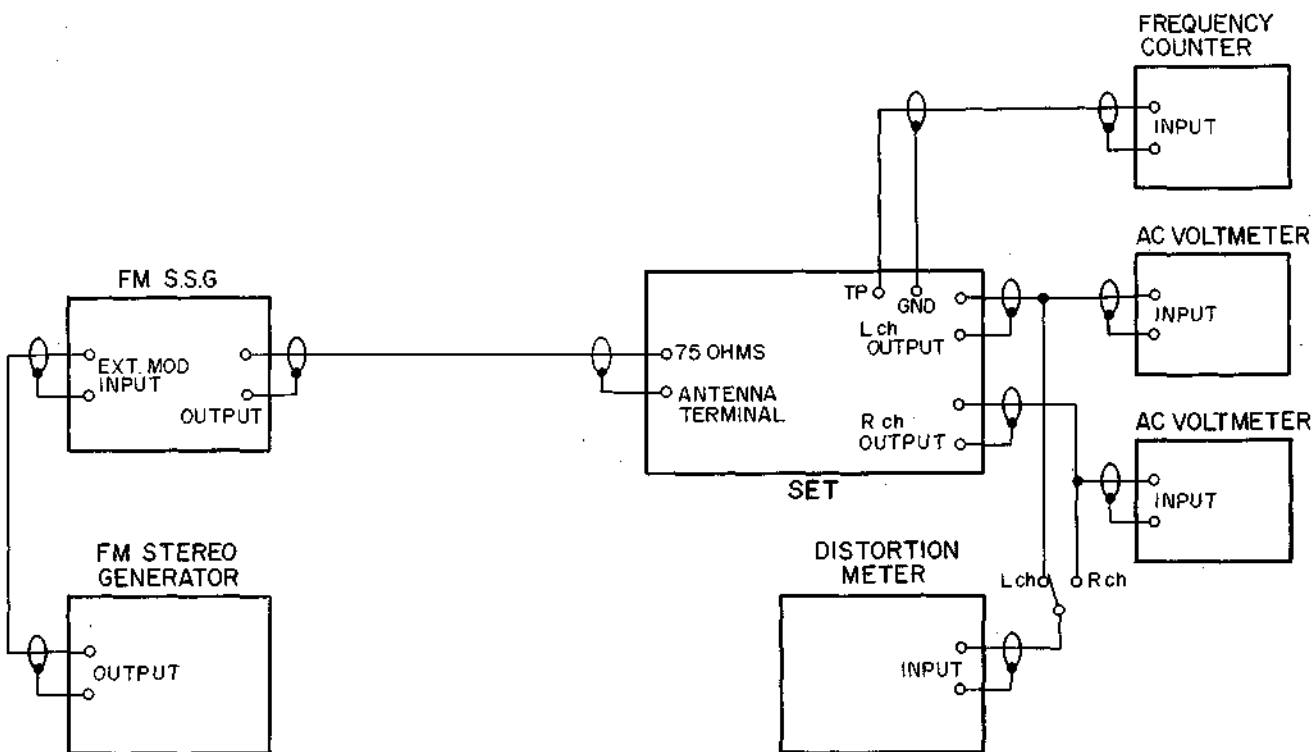 FREQUENCY
COUNTER
INPUT
AC VOLTMETER
INPUT
AC VOLTMETER
INPUT
FM S.S.G
EXT. MOD
INPUT
OUTPUT
TP
GND
L ch
OUTPUT
75 OHMS
ANTENNA
TERMINAL
R ch
OUTPUT
SET
FM STEREO
GENERATOR
OUTPUT
DISTORTION
METER
INPUT
L ch
R ch